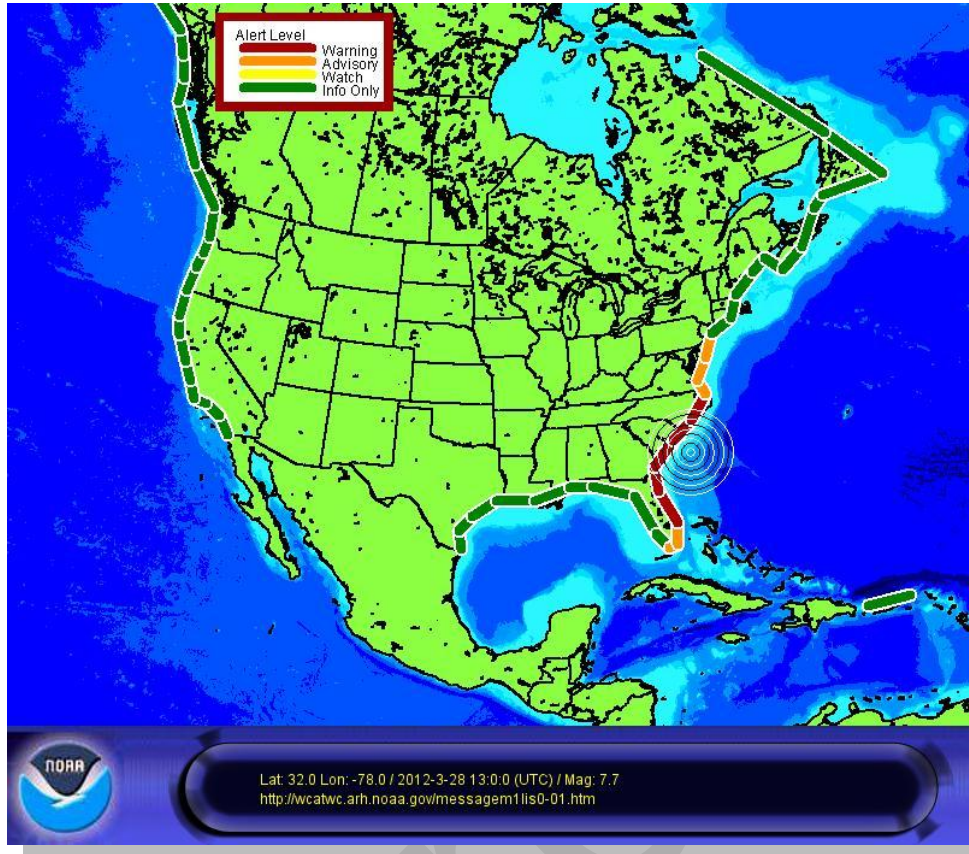 Alert Level
Warning
Advisory
Watch
Info Only
NOAA
Lat: 32.0 Lon: -78.0 / 2012-3-28 13:0:0 (UTC) / Mag: 7.7
http://wcatwc.arh.noaa.gov/messagem1lis0-01.htm